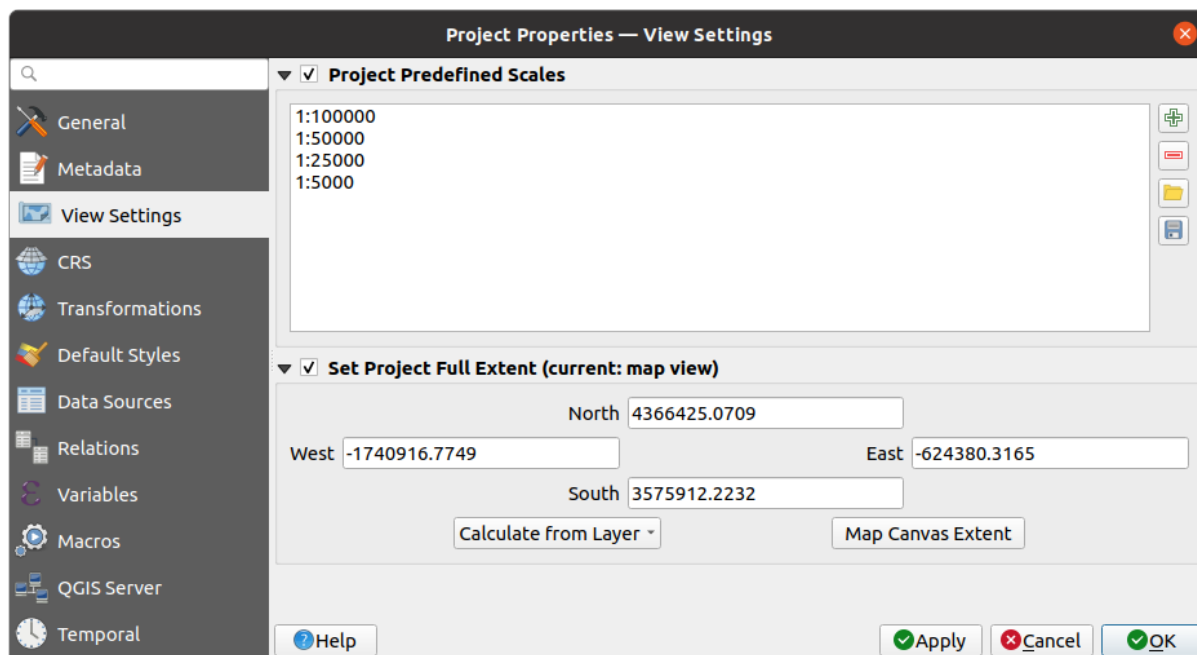 Project Properties — View Settings
General
Metadata
View Settings
CRS
Transformations
Default Styles
Data Sources
Relations
Variables
Macros
QGIS Server
Temporal
Project Predefined Scales
1:100000
1:50000
1:25000
1:5000
Set Project Full Extent (current: map view)
North 4366425.0709
West -1740916.7749 East -624380.3165
South 3575912.2232
Calculate from Layer Map Canvas Extent
Help Apply Cancel OK